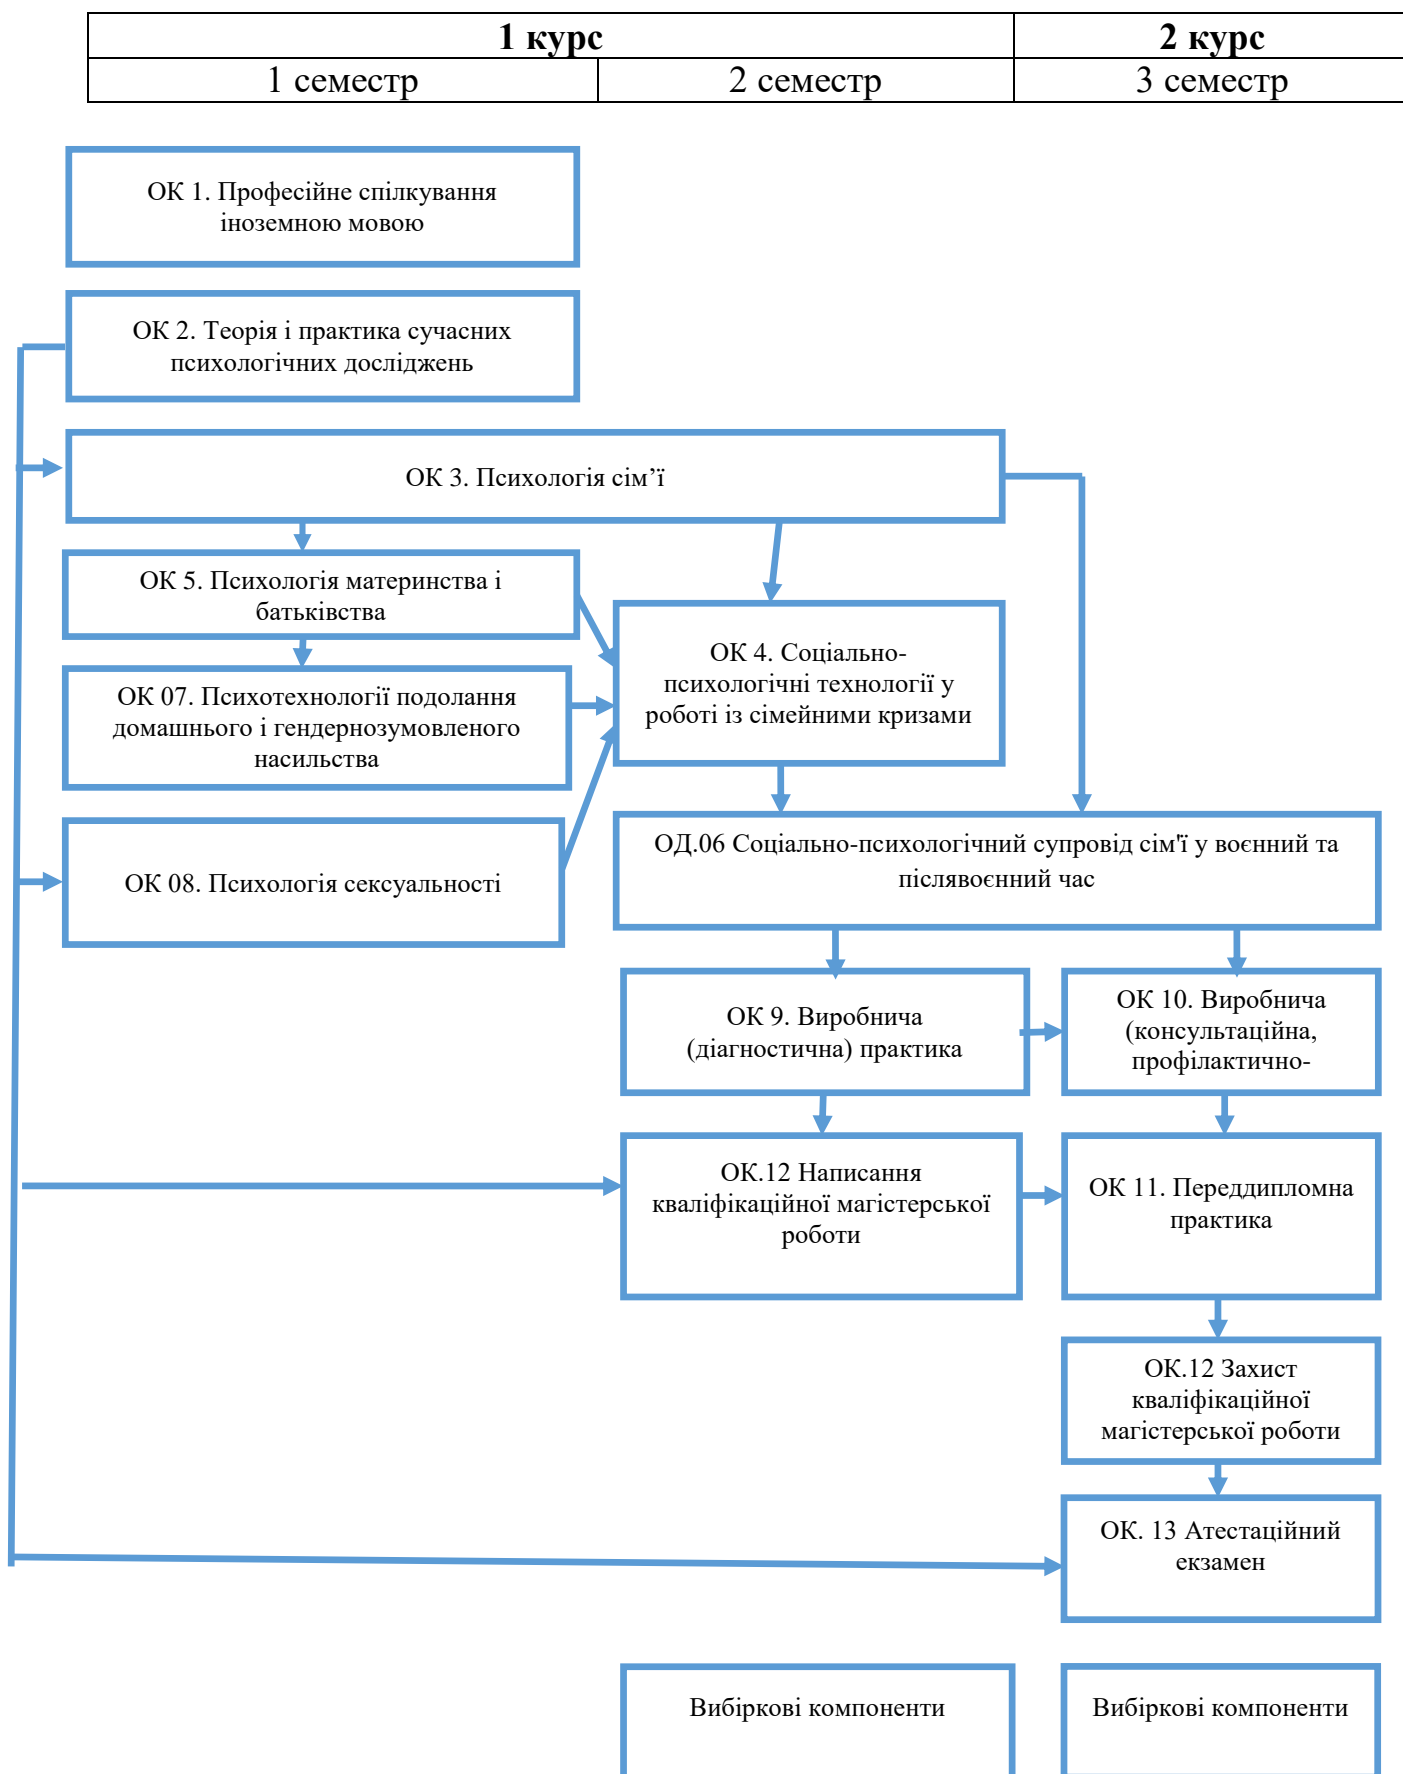 1 курс
2 курс
1 семестр
2 семестр
3 семестр
ОК 1. Професійне спілкування
іноземною мовою
ОК 2. Теорія і практика сучасних
психологічних досліджень
ОК 3. Психологія сім’ї
ОК 5. Психологія материнства і
батьківства
ОК 4. Соціально-
психологічні технології у
роботі із сімейними кризами
ОК 07. Психотехнології подолання
домашнього і гендернозумовленого
насильства
ОД.06 Соціально-психологічний супровід сім'ї у воєнний та
післявоєнний час
ОК 08. Психологія сексуальності
ОК 9. Виробнича
(діагностична) практика
ОК 10. Виробнича
(консультаційна,
профілактично-
ОК.12 Написання
кваліфікаційної магістерської
роботи
ОК 11. Переддипломна
практика
ОК.12 Захист
кваліфікаційної
магістерської роботи
ОК. 13 Атестаційний
екзамен
Вибіркові компоненти
Вибіркові компоненти